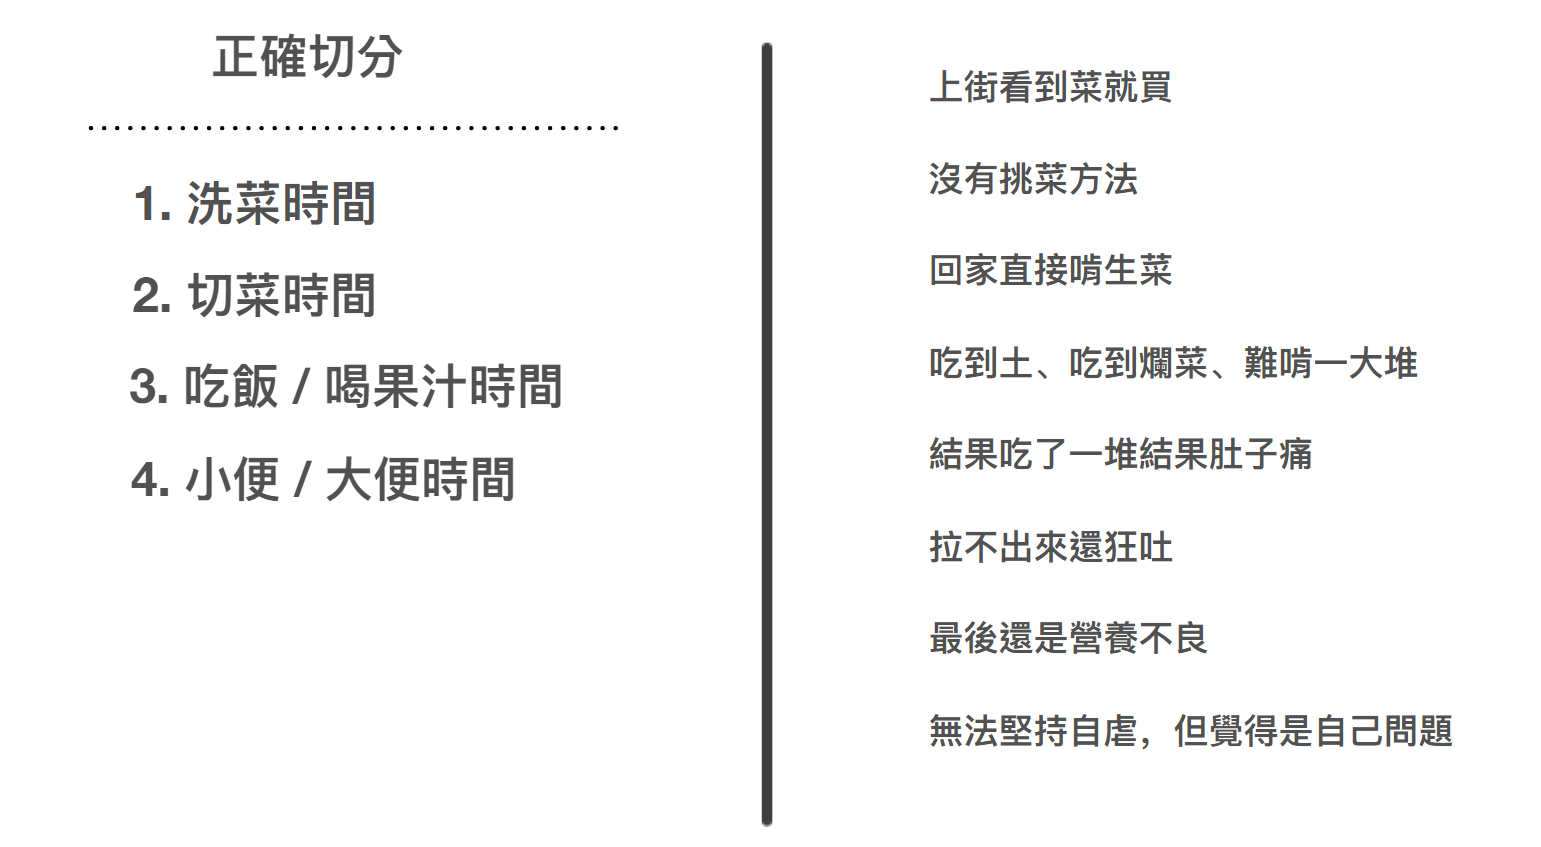 正確切分
1. 洗菜時間
2. 切菜時間
3. 吃飯 / 喝果汁時間
4. 小便 / 大便時間
上街看到菜就買
沒有挑菜方法
回家直接啃生菜
吃到土、吃到爛菜、難啃一大堆
結果吃了一堆結果肚子痛
拉不出來還狂吐
最後還是營養不良
無法堅持自虐，但覺得是自己問題